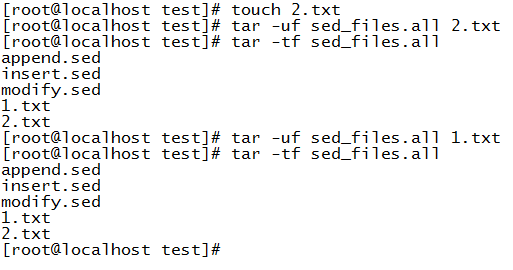 [root@localhost test]# touch 2.txt
[root@localhost test]# tar -uf sed_files.all 2.txt
[root@localhost test]# tar -tf sed_files.all
append.sed
insert.sed
modify.sed
1.txt
2.txt
[root@localhost test]# tar -uf sed_files.all 1.txt
[root@localhost test]# tar -tf sed_files.all
append.sed
insert.sed
modify.sed
1.txt
2.txt
[root@localhost test]#